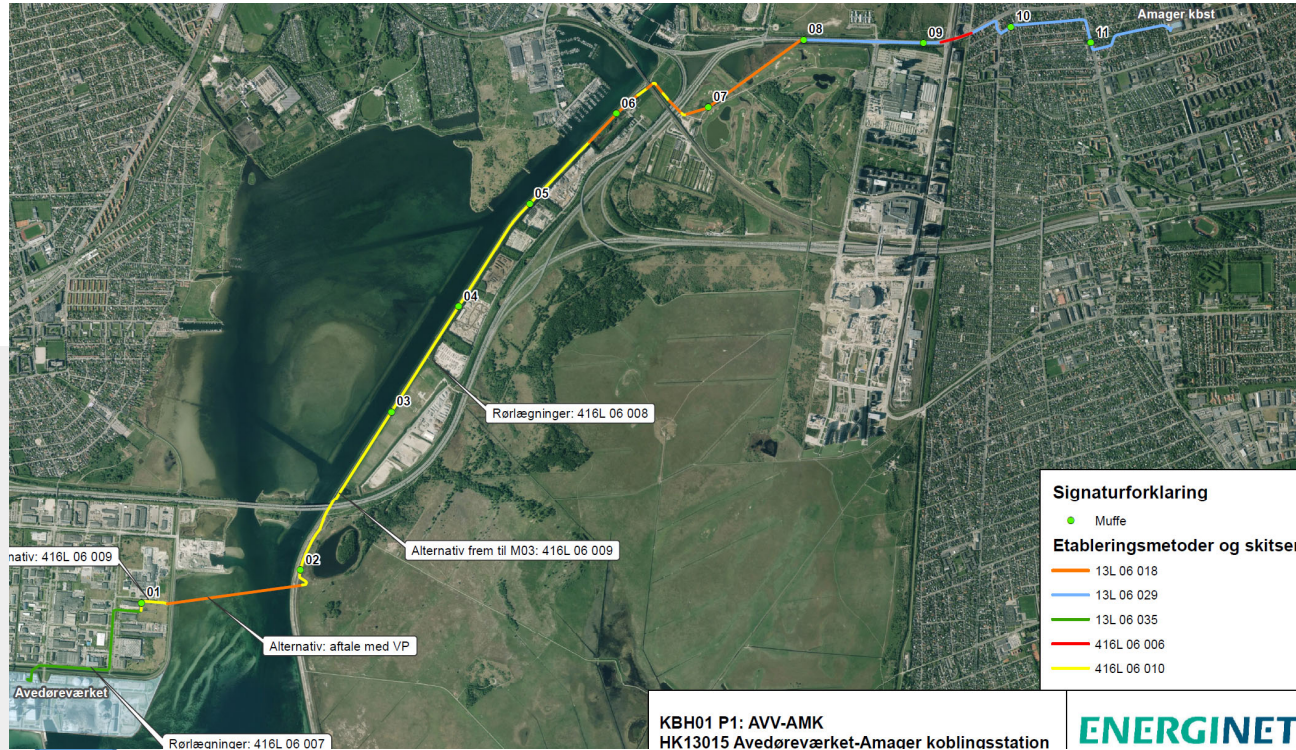 08
09
10
11
Amager kbst
07
06
05
04
03
Rørlægninger: 416L 06 008
Alternativ frem til M03: 416L 06 009
nativ: 416L 06 009
02
01
Alternativ: aftale med VP
Avedøreværket
Rørlægninger: 416L 06 007
Signaturforklaring
Muffe
Etableringsmetoder og skitser
13L 06 018
13L 06 029
13L 06 035
416L 06 006
416L 06 010
KBH01 P1: AVV-AMK
HK13015 Avedøreværket-Amager koblingsstation
ENERGINET